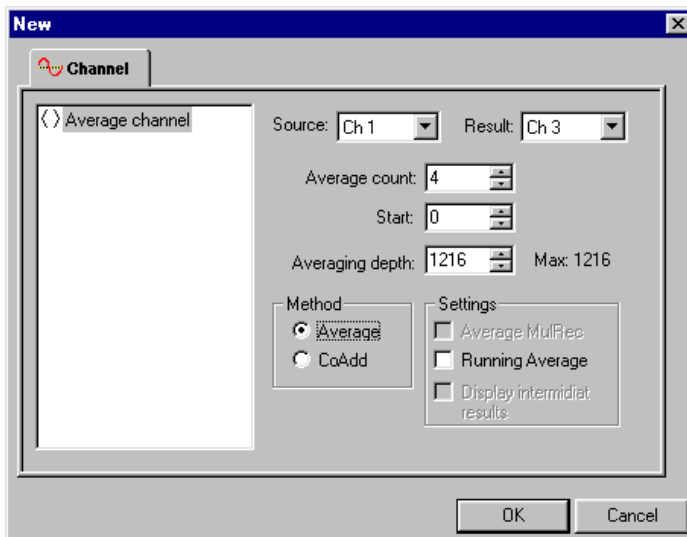 New
Channel
⟨ ⟩ Average channel
Source: Ch 1 Result: Ch 3
Average count: 4
Start: 0
Averaging depth: 1216 Max: 1216
Method
Average
CoAdd
Settings
Average MulRec
Running Average
Display intermidiat
results
OK Cancel